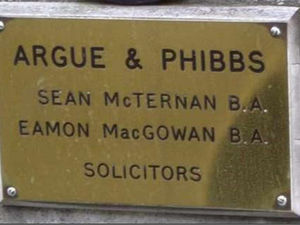 ARGUE & PHIBBS
SEAN McTERNAN B.A.
EAMON MacGOWAN B.A.
SOLICITORS